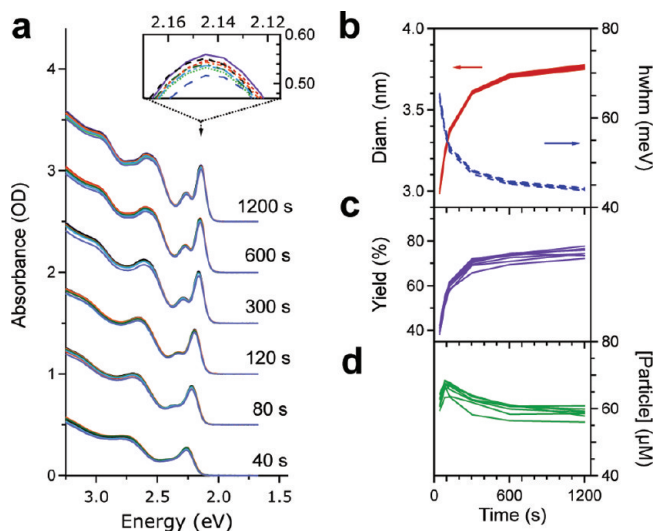 a
2.16 2.14 2.12
0.60
0.50
Absorbance (OD)
3
2
1
0
1200 s
600 s
300 s
120 s
80 s
40 s
3.0 2.5 2.0 1.5
Energy (eV)
b
Diam. (nm)
4.0
3.6
3.0
80
60
40
hwhm (meV)
c
Yield (%)
80
60
40
d
80
60
40
[Particle] (μM)
0 600 1200
Time (s)